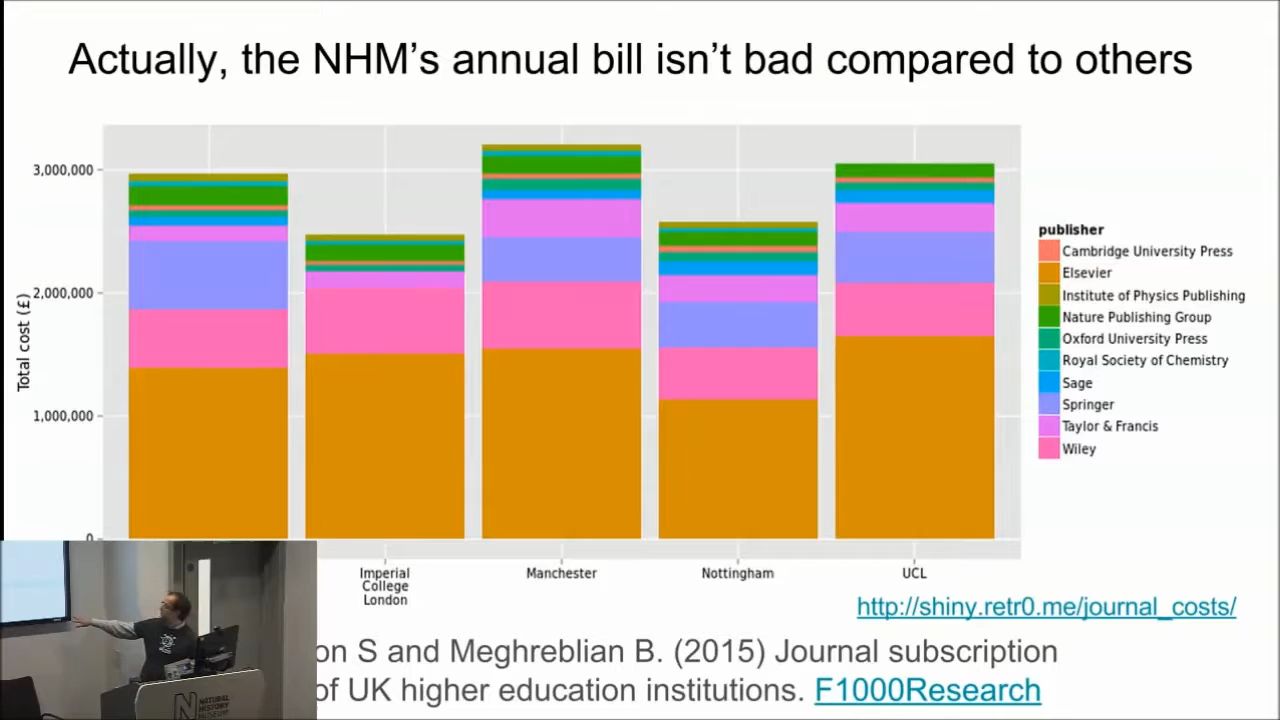 Actually, the NHM's annual bill isn't bad compared to others
3,000,000
2,000,000
1,000,000
0
Total cost (£)
Imperial
College
London
Manchester
Nottingham
UCL
publisher
Cambridge University Press
Elsevier
Institute of Physics Publishing
Nature Publishing Group
Oxford University Press
Royal Society of Chemistry
Sage
Springer
Taylor & Francis
Wiley
http://shiny.retr0.me/journal_costs/
on S and Meghreblian B. (2015) Journal subscription
of UK higher education institutions. F1000Research
N
NATURAL
HISTORY
MUSEUM